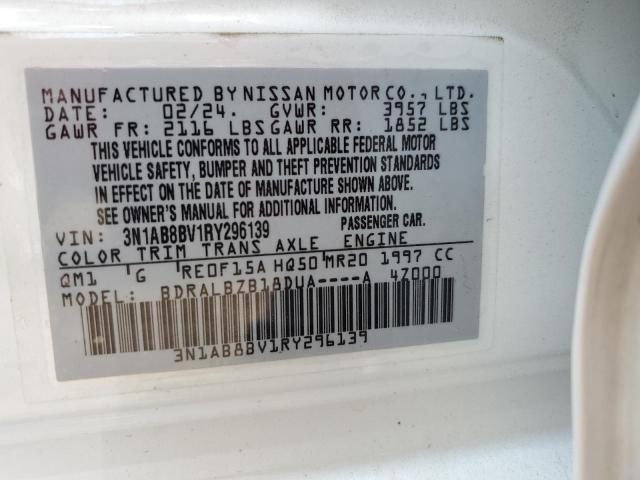 MANUFACTURED BY NISSAN MOTOR CO., LTD.
DATE: 02/24. GVWR: 3957 LBS
GAWR FR: 2116 LBS GAWR RR: 1852 LBS
THIS VEHICLE CONFORMS TO ALL APPLICABLE FEDERAL MOTOR
VEHICLE SAFETY, BUMPER AND THEFT PREVENTION STANDARDS
IN EFFECT ON THE DATE OF MANUFACTURE SHOWN ABOVE.
SEE OWNER'S MANUAL FOR ADDITIONAL INFORMATION.
VIN: 3N1AB8BV1RY296139 PASSENGER CAR.
COLOR TRIM TRANS AXLE ENGINE
QM1 G RE0F15A HQ50 MR20 1997 CC
MODEL: BDRALBZB18DUA----A 4Z000
3N1AB8BV1RY296139